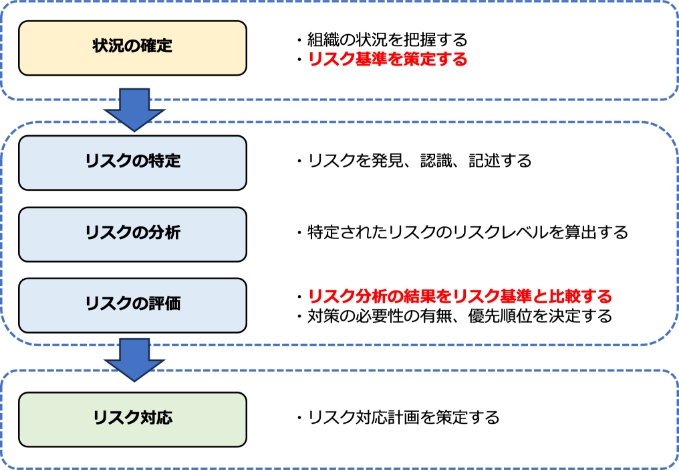 状況の確定
・組織の状況を把握する
・リスク基準を策定する
リスクの特定
・リスクを発見、認識、記述する
リスクの分析
・特定されたリスクのリスクレベルを算出する
リスクの評価
・リスク分析の結果をリスク基準と比較する
・対策の必要性の有無、優先順位を決定する
リスク対応
・リスク対応計画を策定する